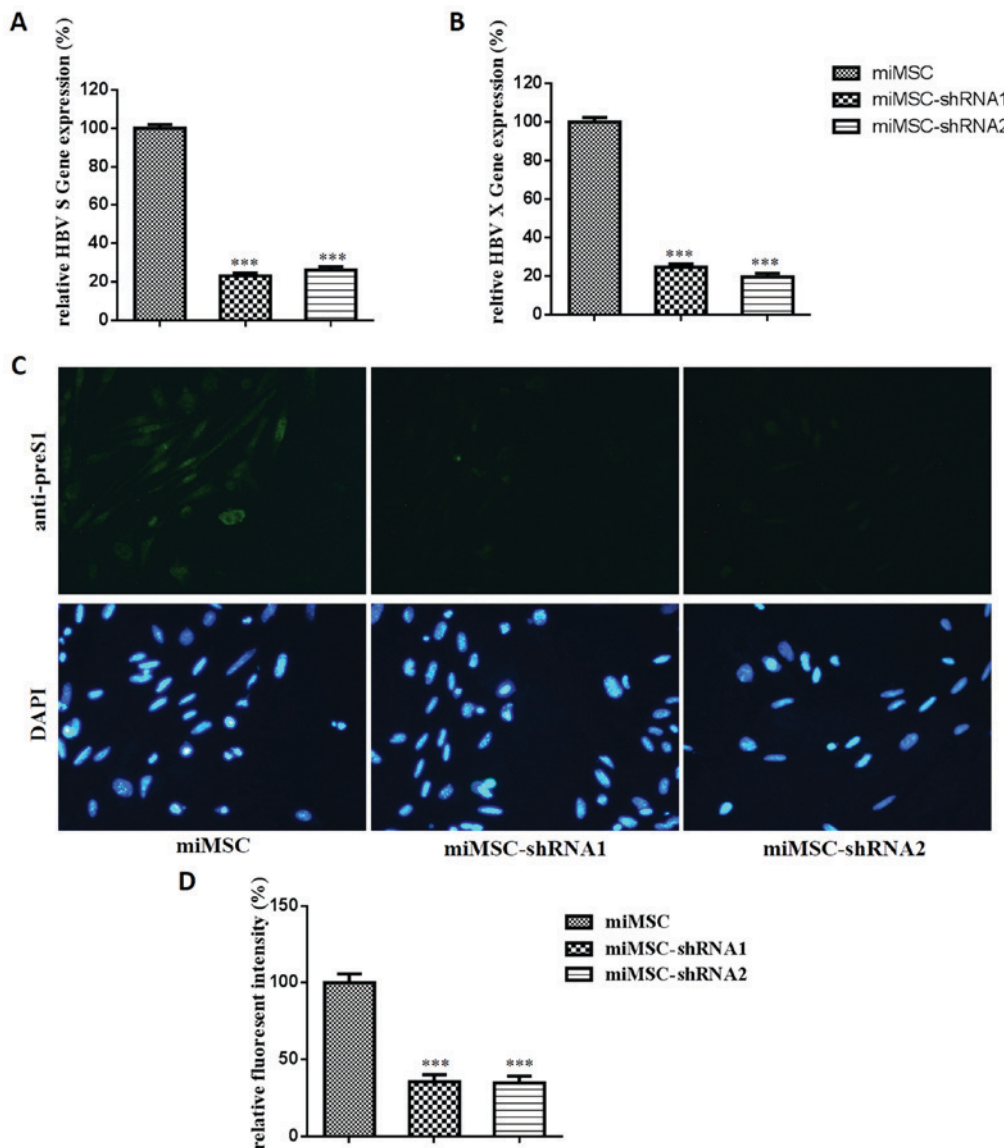 A
relative HBV S Gene expression (%)
120
100
80
60
40
20
0
***
***
B
reltive HBV X Gene expression (%)
120
100
80
60
40
20
0
***
***
miMSC
miMSC-shRNA1
miMSC-shRNA2
C
anti-preS1
DAPI
miMSC
miMSC-shRNA1
miMSC-shRNA2
D
relative fluoresent intensity (%)
150
100
50
0
***
***
miMSC
miMSC-shRNA1
miMSC-shRNA2